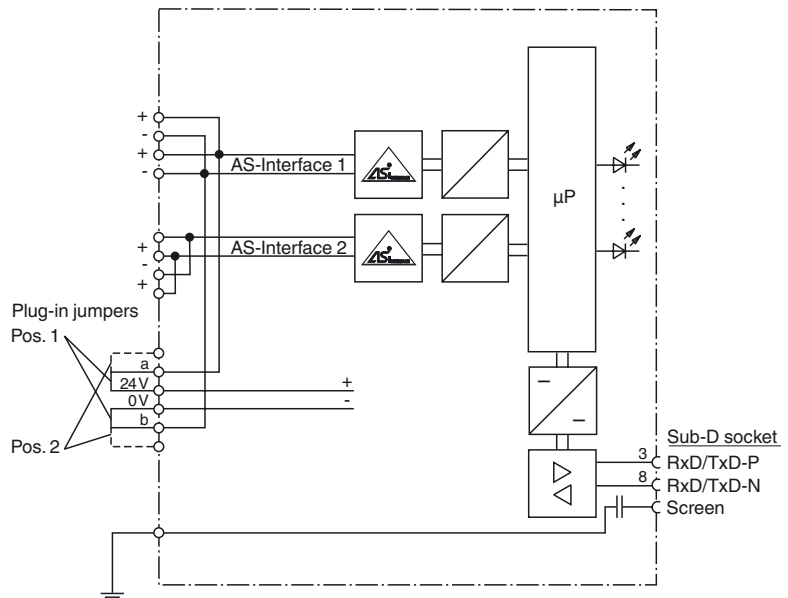 +
-
+
-
AS-Interface 1
+
-
+
AS-Interface 2
µP
Plug-in jumpers
Pos. 1
Pos. 2
a
24 V
0 V
b
+
-
Sub-D socket
3 RxD/TxD-P
8 RxD/TxD-N
Screen